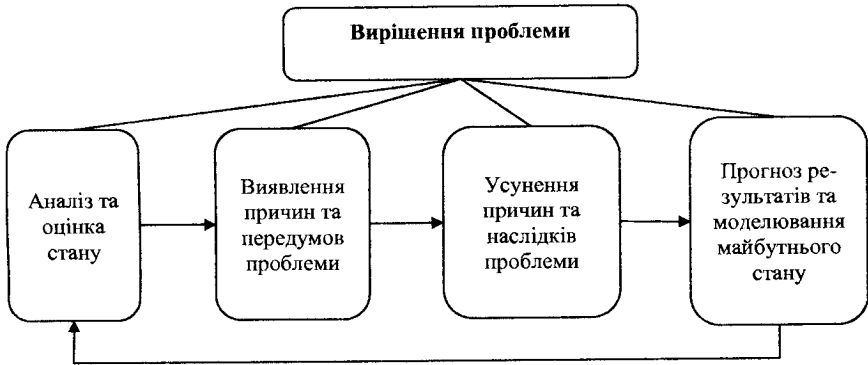 Вирішення проблеми
Аналіз та
оцінка
стану
Виявлення
причин та
передумов
проблеми
Усунення
причин та
наслідків
проблеми
Прогноз ре-
зультатів та
моделювання
майбутнього
стану